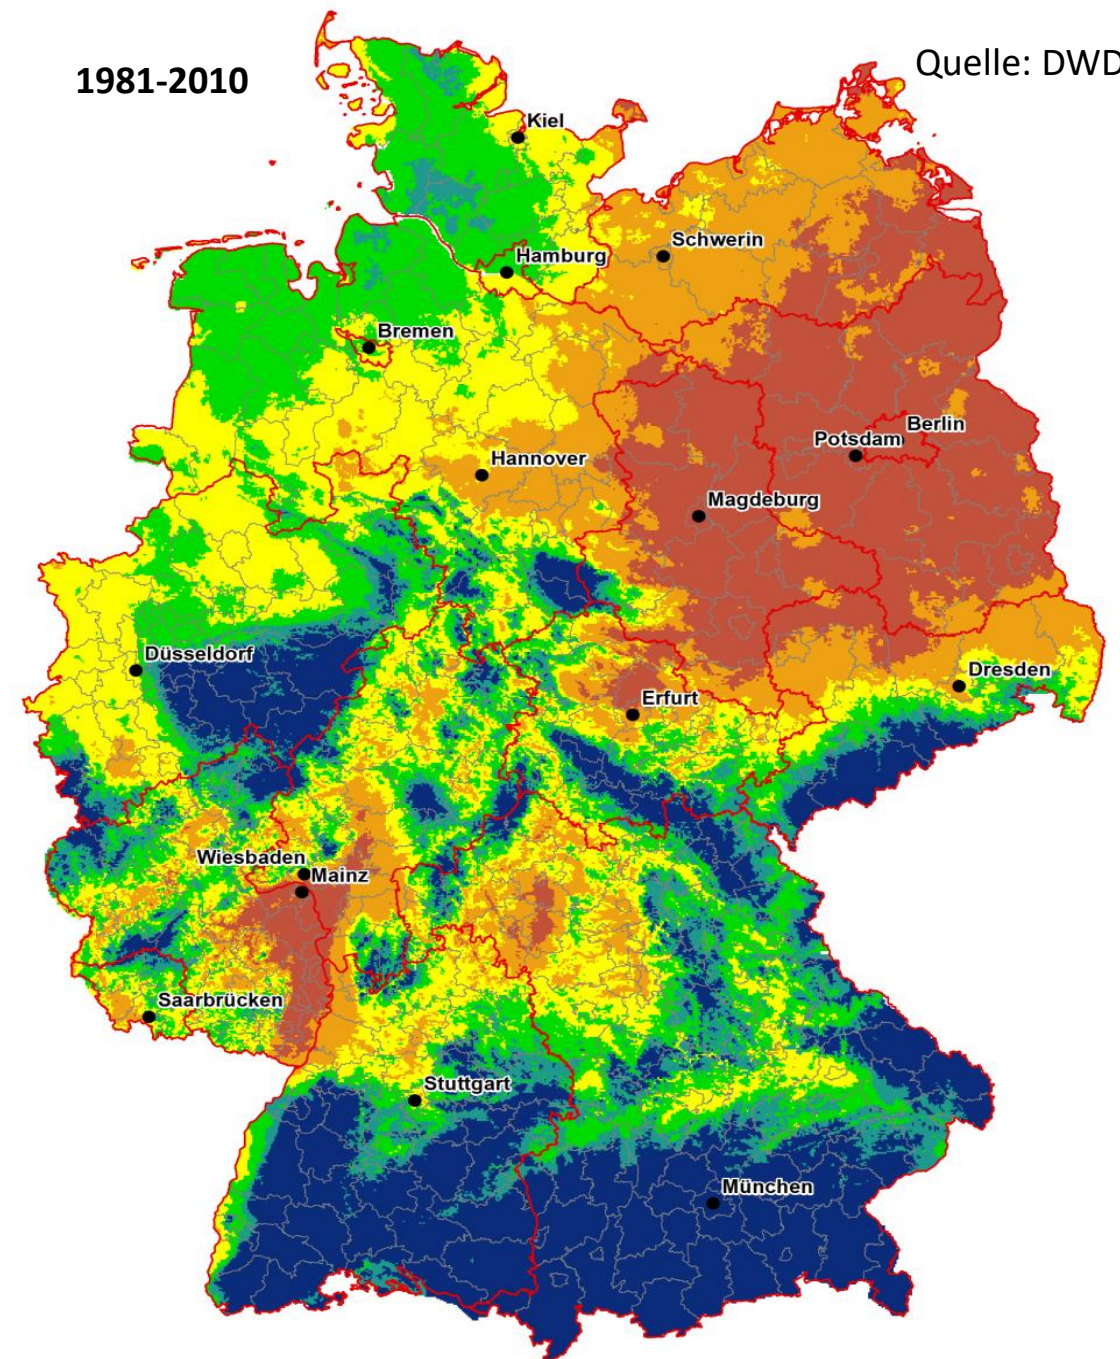 1981-2010
Quelle: DWD
Kiel
Schwerin
Hamburg
Bremen
Berlin
Potsdam
Hannover
Magdeburg
Düsseldorf
Dresden
Erfurt
Wiesbaden
Mainz
Saarbrücken
Stuttgart
München